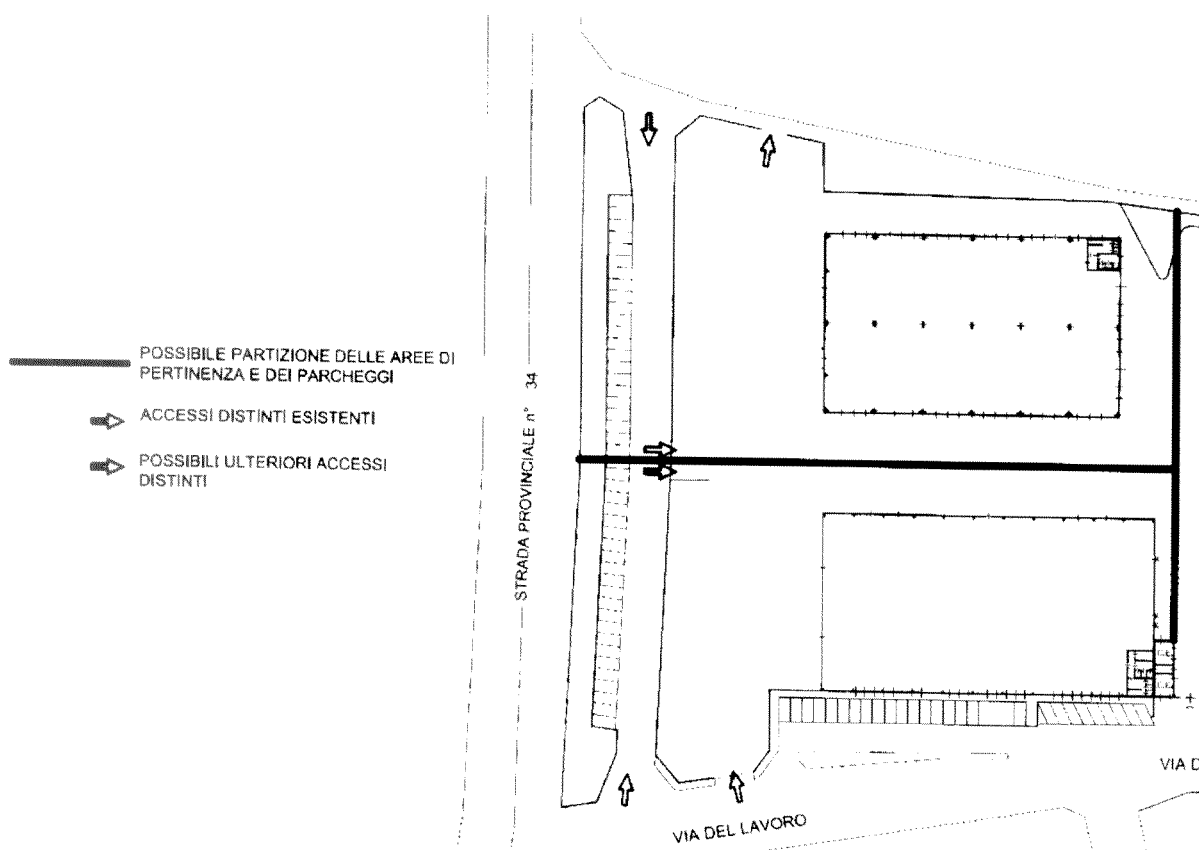 POSSIBILE PARTIZIONE DELLE AREE DI
PERTINENZA E DEI PARCHEGGI
ACCESSI DISTINTI ESISTENTI
POSSIBILI ULTERIORI ACCESSI
DISTINTI
STRADA PROVINCIALE n° 34
VIA DEL LAVORO
VIA D